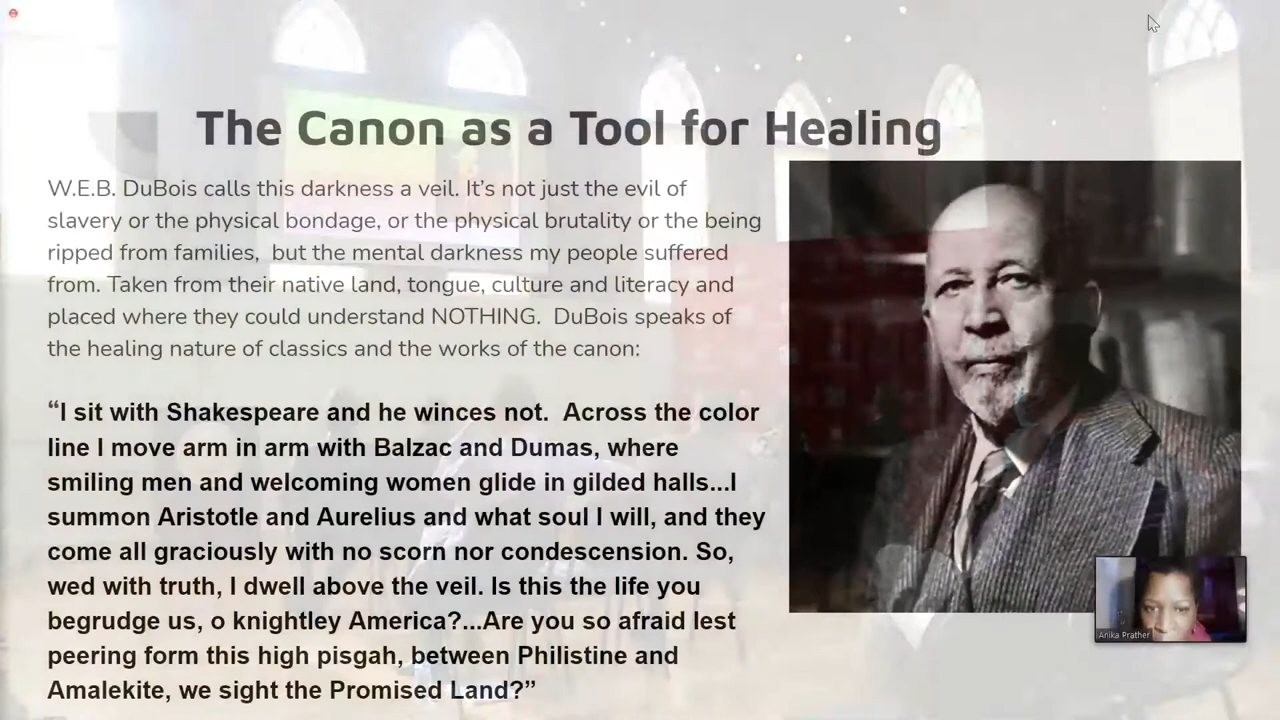 The Canon as a Tool for Healing
W.E.B. DuBois calls this darkness a veil. It’s not just the evil of
slavery or the physical bondage, or the physical brutality or the being
ripped from families,  but the mental darkness my people suffered
from. Taken from their native land, tongue, culture and literacy and
placed where they could understand NOTHING.  DuBois speaks of
the healing nature of classics and the works of the canon:
“I sit with Shakespeare and he winces not.  Across the color
line I move arm in arm with Balzac and Dumas, where
smiling men and welcoming women glide in gilded halls...I
summon Aristotle and Aurelius and what soul I will, and they
come all graciously with no scorn nor condescension. So,
wed with truth, I dwell above the veil. Is this the life you
begrudge us, o knightley America?...Are you so afraid lest
peering form this high pisgah, between Philistine and
Amalekite, we sight the Promised Land?”
Anika Prather